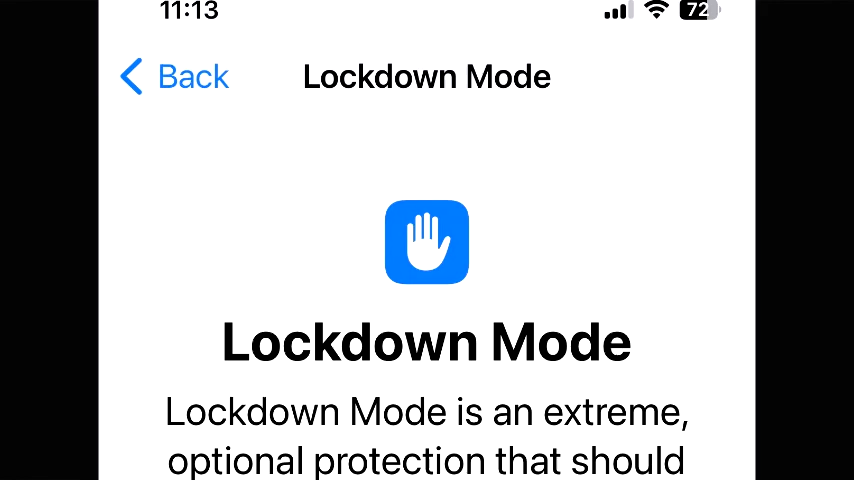 11:13
72
Back
Lockdown Mode
Lockdown Mode
Lockdown Mode is an extreme,
optional protection that should